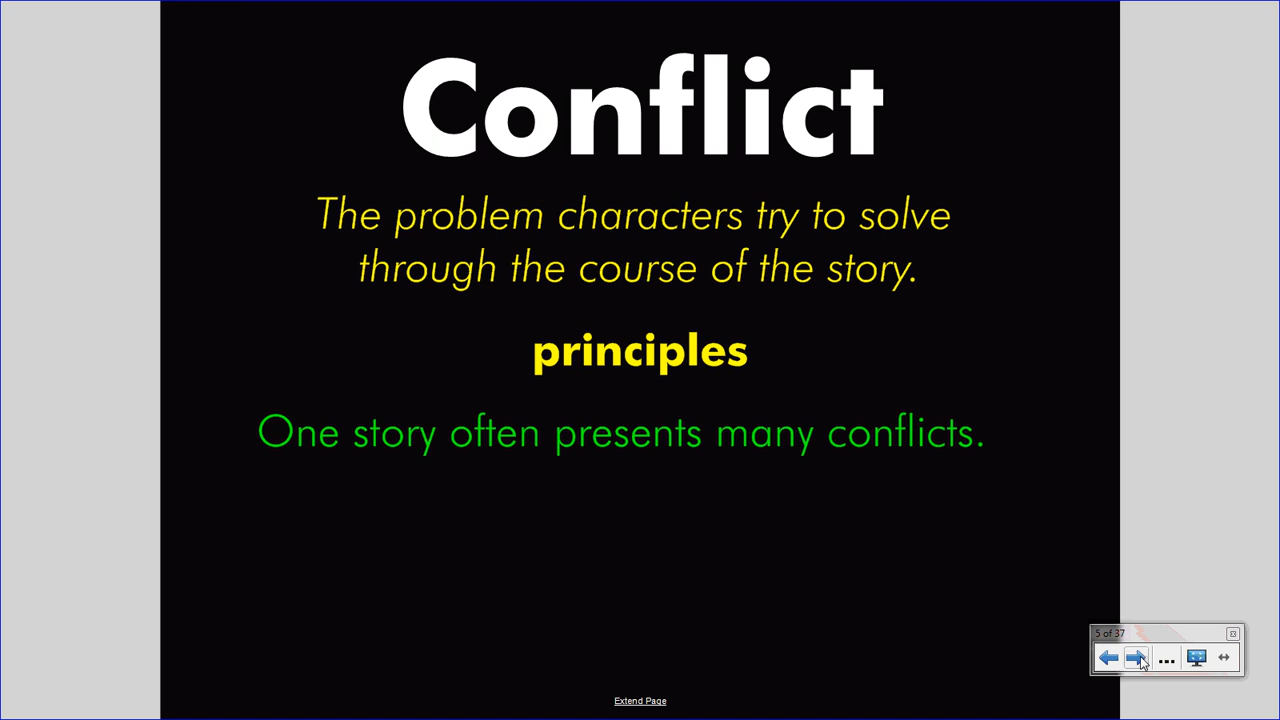 Conflict
The problem characters try to solve
through the course of the story.
principles
One story often presents many conflicts.
5 of 37
...
Extend Page